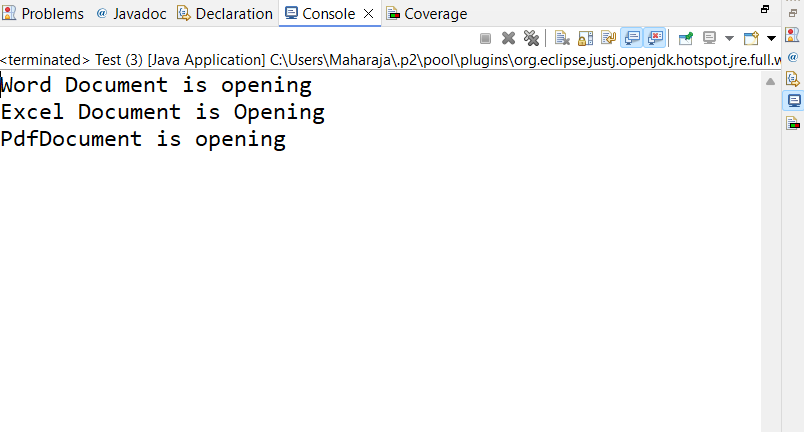 Problems @ Javadoc Declaration Console Coverage
<terminated> Test (3) [Java Application] C:\Users\Maharaja\.p2\pool\plugins\org.eclipse.justj.openjdk.hotspot.jre.full.w
Word Document is opening
Excel Document is Opening
PdfDocument is opening